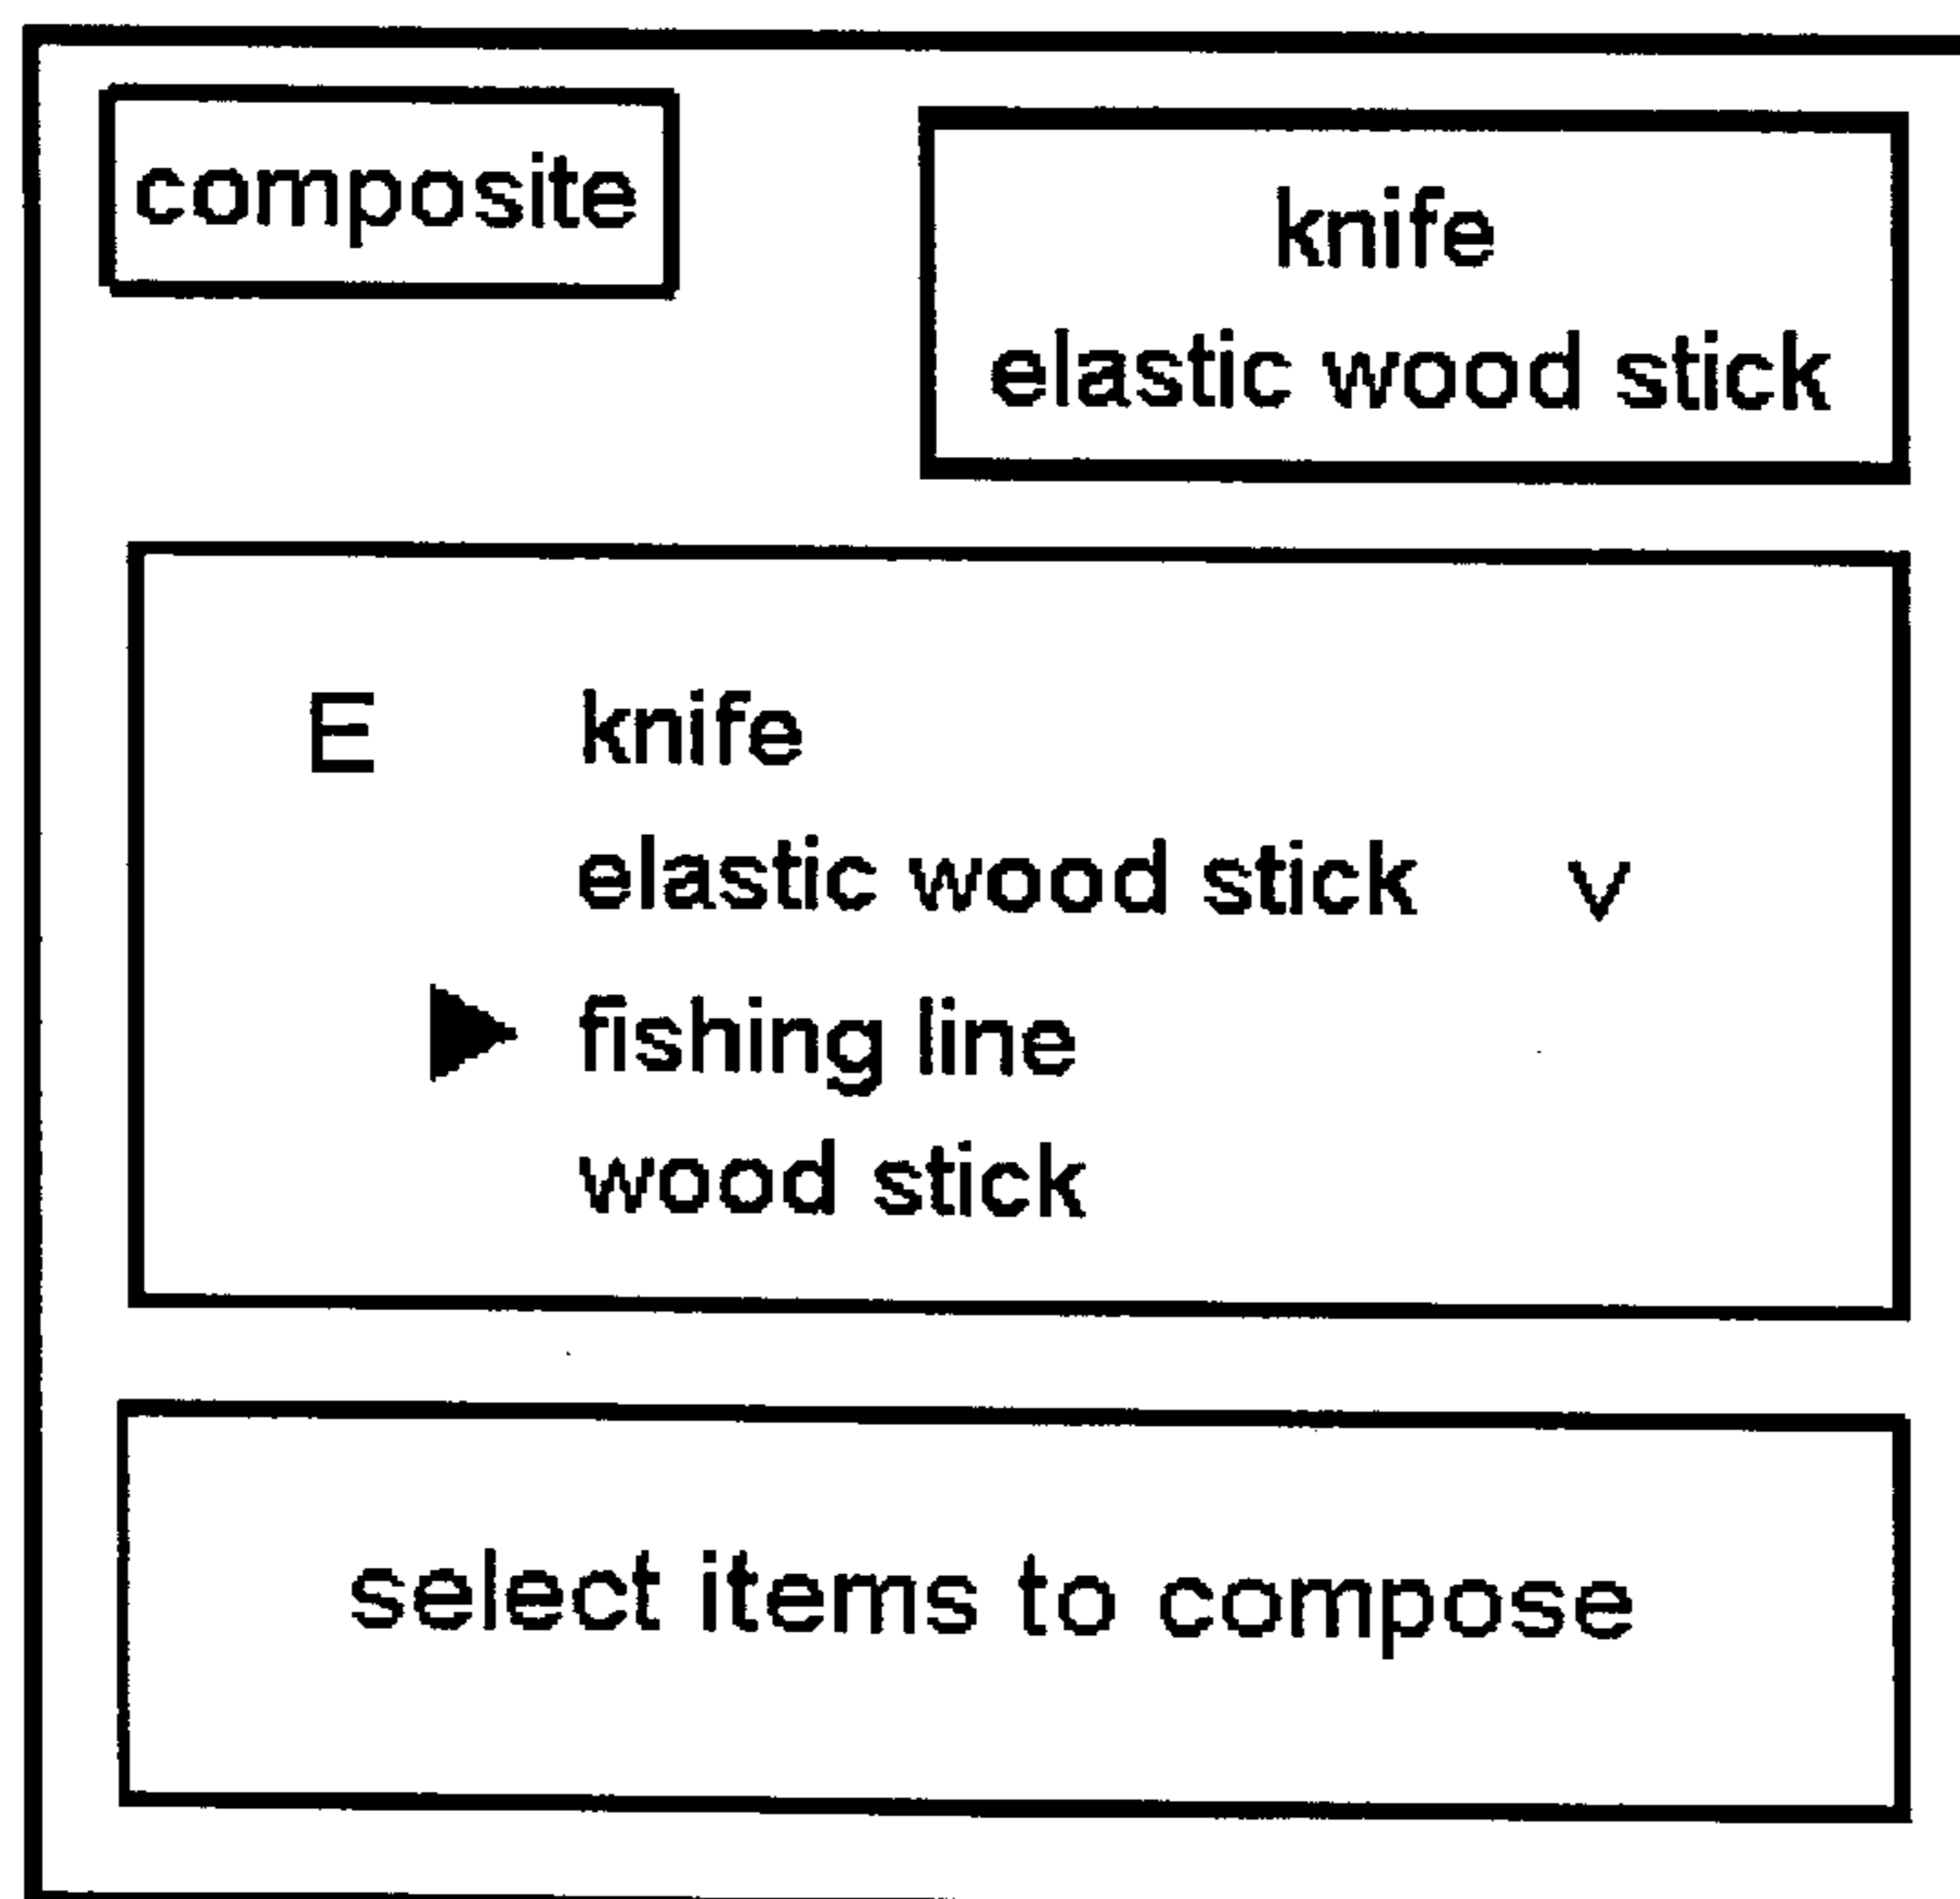 composite
knife
elastic wood stick
E knife
elastic wood stick v
▶ fishing line
wood stick
select items to compose